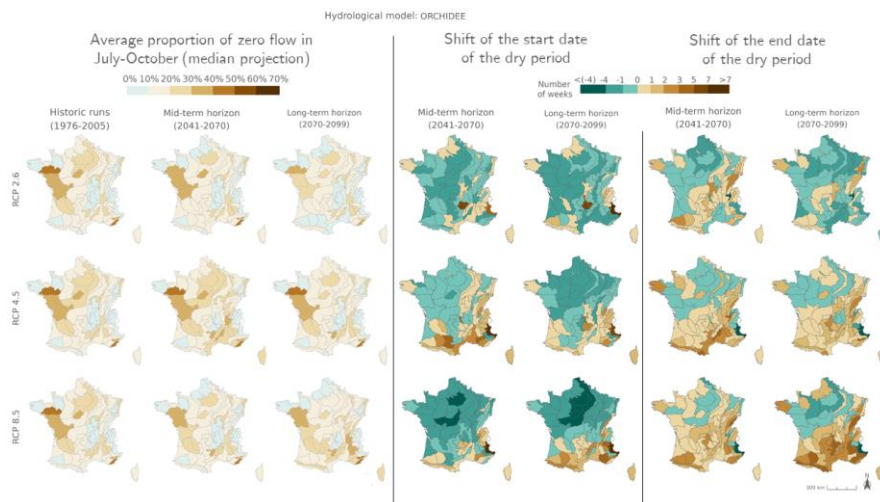 Hydrological model: ORCHIDEE
Average proportion of zero flow in
July-October (median projection)
0% 10% 20% 30% 40% 50% 60% 70%
Shift of the start date
of the dry period
Shift of the end date
of the dry period
Number
of weeks
<(-4) -4 -1 0 1 2 3 5 7 >7
Historic runs
(1976-2005)
Mid-term horizon
(2041-2070)
Long-term horizon
(2070-2099)
Mid-term horizon
(2041-2070)
Long-term horizon
(2070-2099)
Mid-term horizon
(2041-2070)
Long-term horizon
(2070-2099)
RCP 2.6
RCP 4.5
RCP 8.5
N